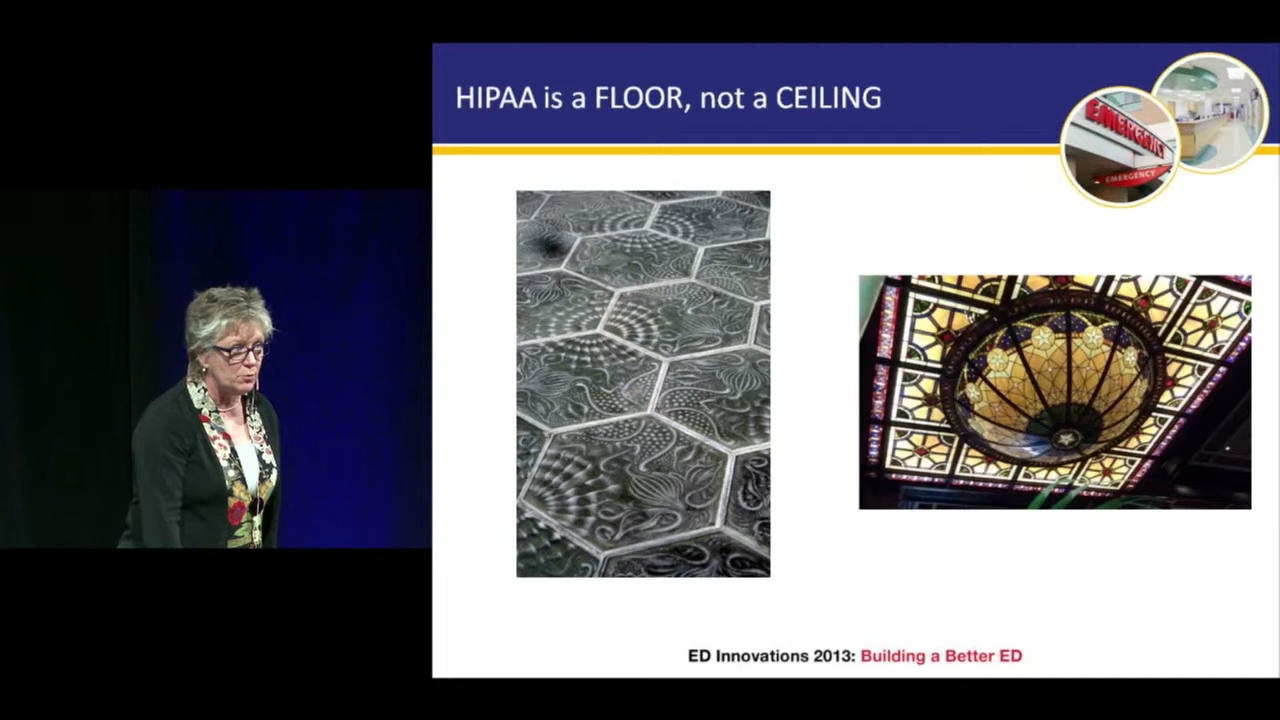 HIPAA is a FLOOR, not a CEILING
EMERGENCY
EMERGENCY
ED Innovations 2013: Building a Better ED